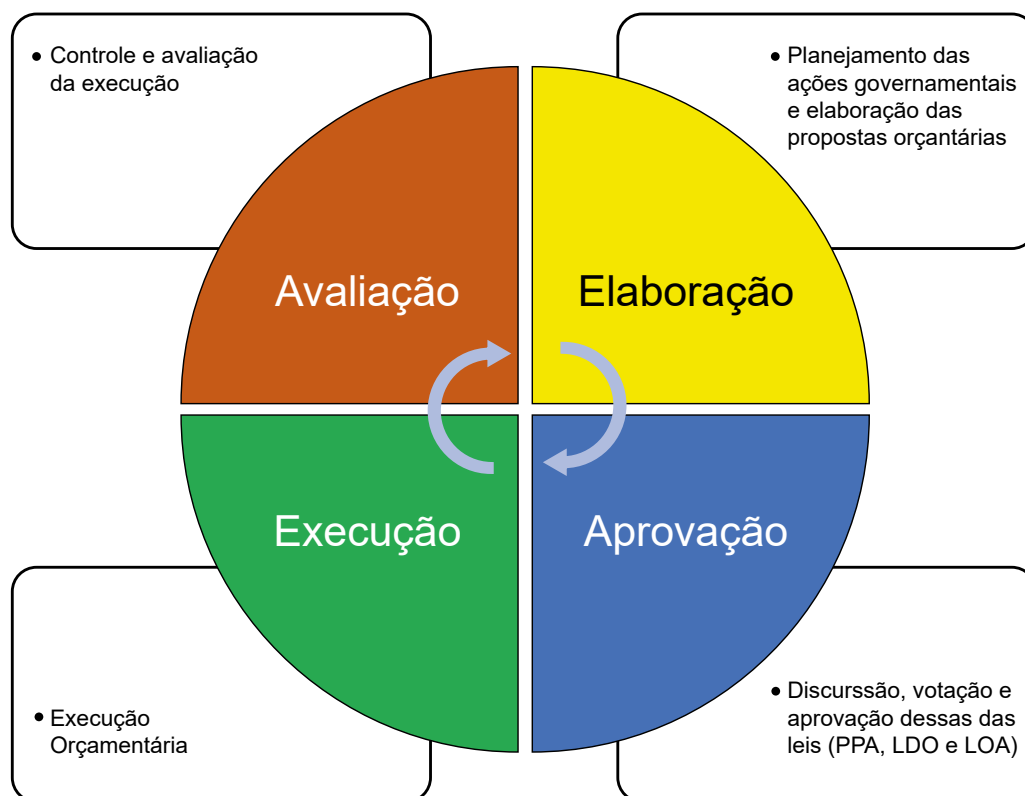 • Controle e avaliação
da execução
• Planejamento das
ações governamentais
e elaboração das
propostas orçantárias
Avaliação
Elaboração
Execução
Aprovação
• Execução
Orçamentária
• Discurssão, votação e
aprovação dessas das
leis (PPA, LDO e LOA)